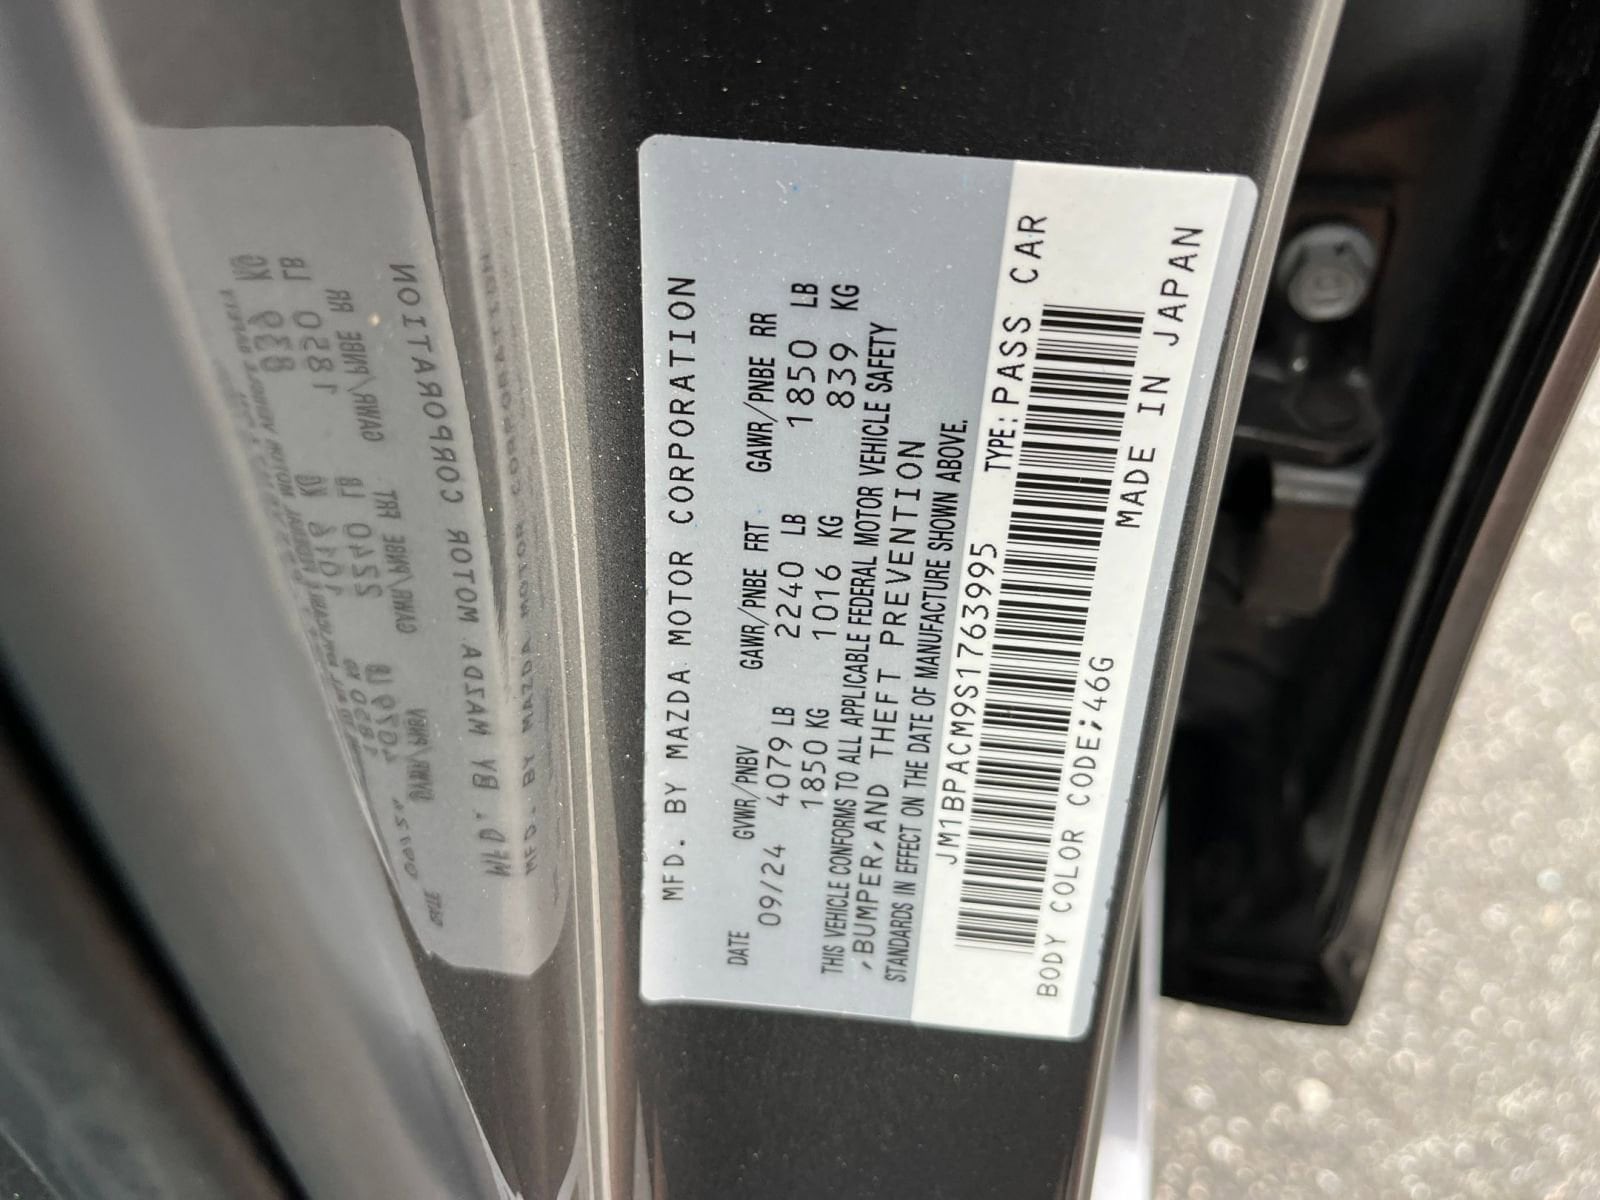 MFD. BY MAZDA MOTOR CORPORATION
DATE GVWR/PNBV GAWR/PNBE FRT GAWR/PNBE RR
09/24 4079 LB 2240 LB 1850 LB
1850 KG 1016 KG 839 KG
THIS VEHICLE CONFORMS TO ALL APPLICABLE FEDERAL MOTOR VEHICLE SAFETY
,BUMPER,AND THEFT PREVENTION
STANDARDS IN EFFECT ON THE DATE OF MANUFACTURE SHOWN ABOVE.
JM1BPACM9S1763995 TYPE:PASS CAR
BODY COLOR CODE;46G MADE IN JAPAN